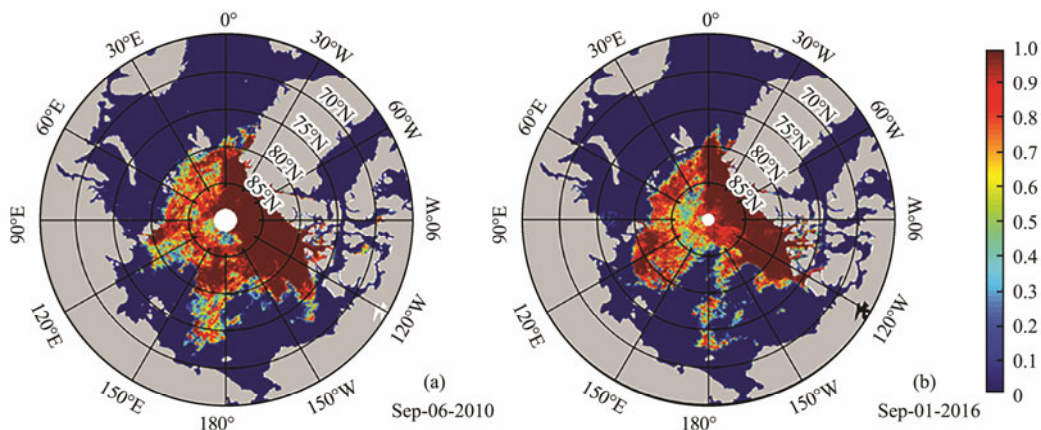 0°
30°E
30°W
60°E
60°W
90°E
90°W
120°E
120°W
150°E
150°W
180°
70°N
75°N
80°N
85°N
(a)
Sep-06-2010
0°
30°E
30°W
60°E
60°W
90°E
90°W
120°E
120°W
150°E
150°W
180°
70°N
75°N
80°N
85°N
(b)
Sep-01-2016
1.0
0.9
0.8
0.7
0.6
0.5
0.4
0.3
0.2
0.1
0